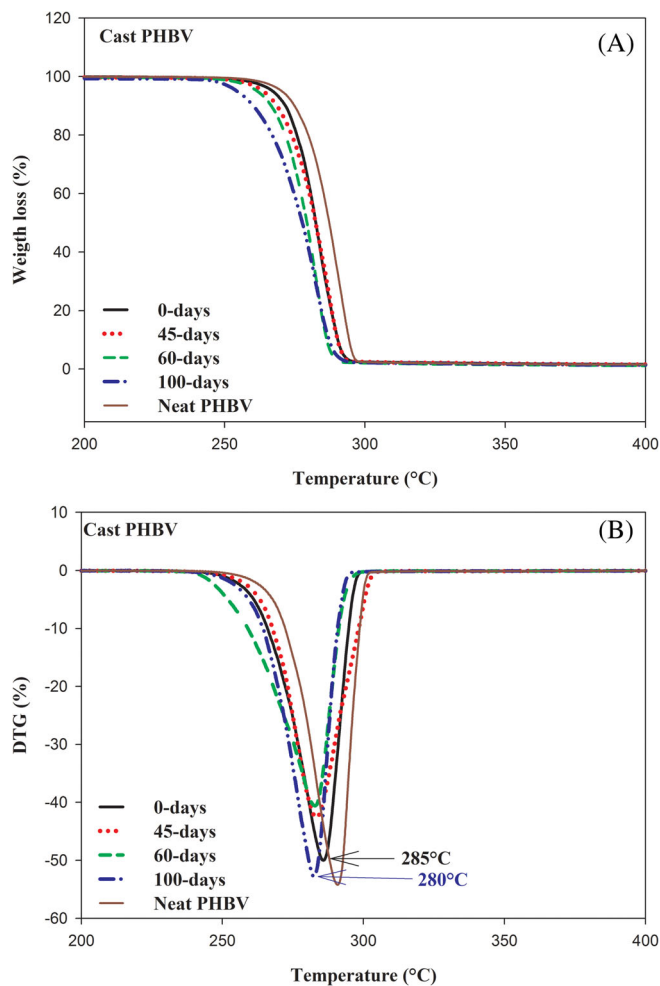 Cast PHBV
(A)
120
100
80
60
40
20
0
Weigth loss (%)
0-days
45-days
60-days
100-days
Neat PHBV
200
250
300
350
400
Temperature (°C)
Cast PHBV
(B)
10
0
-10
-20
-30
-40
-50
-60
DTG (%)
0-days
45-days
60-days
100-days
Neat PHBV
285°C
280°C
200
250
300
350
400
Temperature (°C)